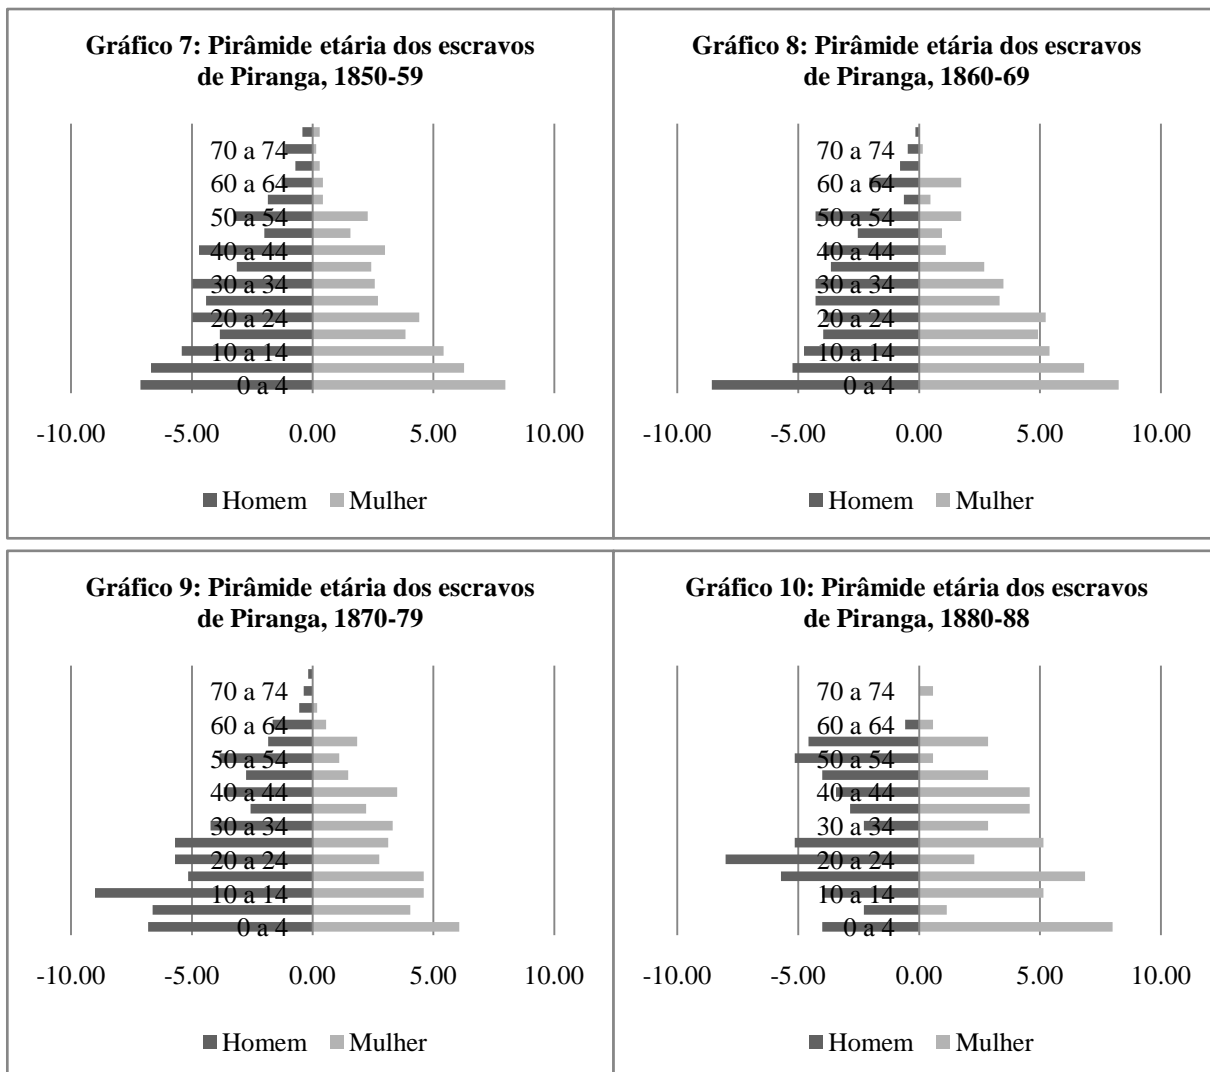 Gráfico 7: Pirâmide etária dos escravos
de Piranga, 1850-59
70 a 74
60 a 64
50 a 54
40 a 44
30 a 34
20 a 24
10 a 14
0 a 4
-10.00 -5.00 0.00 5.00 10.00
Homem Mulher
Gráfico 8: Pirâmide etária dos escravos
de Piranga, 1860-69
70 a 74
60 a 64
50 a 54
40 a 44
30 a 34
20 a 24
10 a 14
0 a 4
-10.00 -5.00 0.00 5.00 10.00
Homem Mulher
Gráfico 9: Pirâmide etária dos escravos
de Piranga, 1870-79
70 a 74
60 a 64
50 a 54
40 a 44
30 a 34
20 a 24
10 a 14
0 a 4
-10.00 -5.00 0.00 5.00 10.00
Homem Mulher
Gráfico 10: Pirâmide etária dos escravos
de Piranga, 1880-88
70 a 74
60 a 64
50 a 54
40 a 44
30 a 34
20 a 24
10 a 14
0 a 4
-10.00 -5.00 0.00 5.00 10.00
Homem Mulher